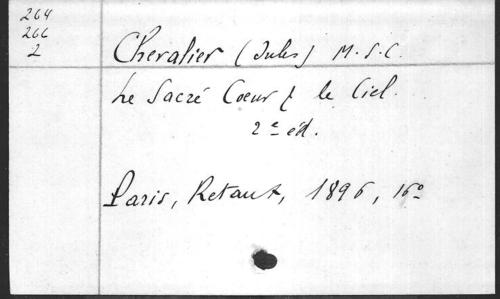 264
266
2
Chevalier (Jules) M.S.C.
Le Sacré Coeur & le Ciel.
2e éd.
Paris, Retaux, 1896, 16o